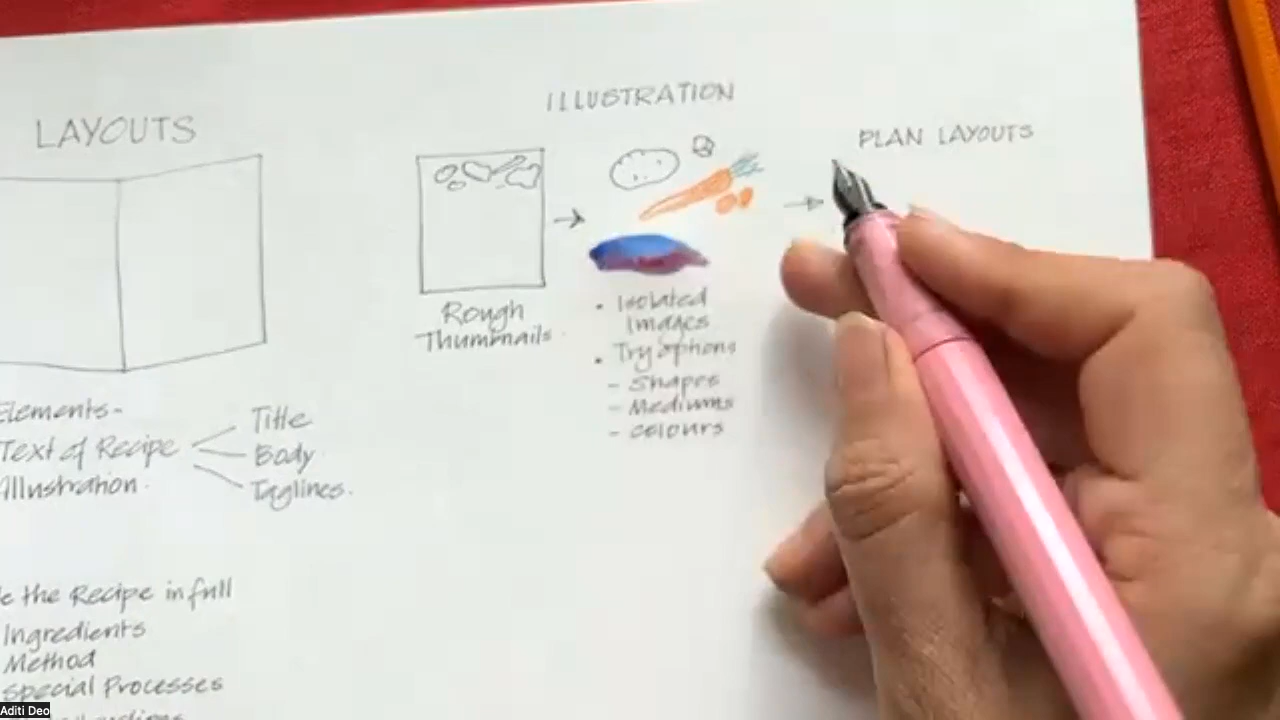 LAYOUTS
Elements-
Text of Recipe
Illustration.
Title
Body
Taglines.
the Recipe in full
Ingredients
Method
Special Processes
ILLUSTRATION
Rough
Thumbnails.
• Isolated
Images
• Try options
- Shapes
- Mediums
- Colours
PLAN LAYOUTS
Aditi Deo